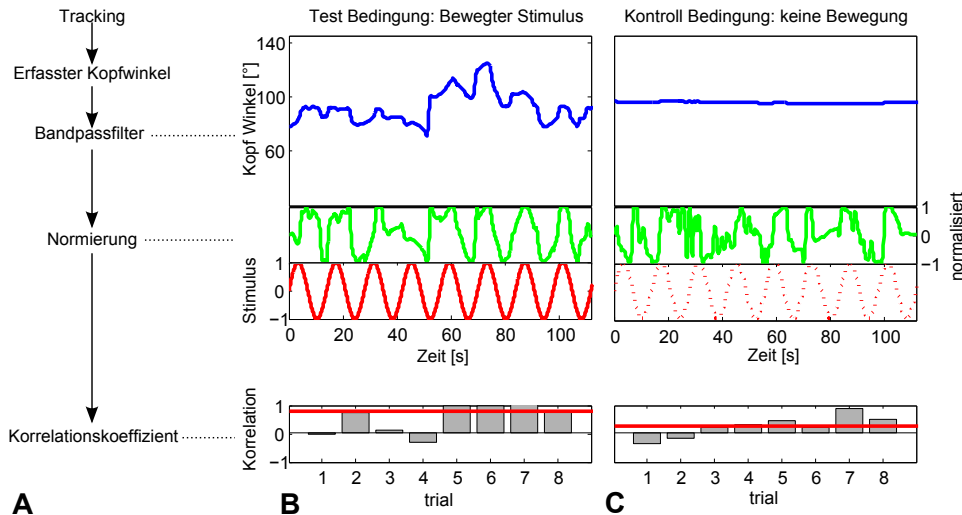 Tracking
Erfasster Kopfwinkel
Bandpassfilter
Normierung
Korrelationskoeffizient
A
Test Bedingung: Bewegter Stimulus
Kopf Winkel [°]
140
100
60
Stimulus
1
0
−1
0 20 40 60 80 100
Zeit [s]
Korrelation
1
0
−1
1 2 3 4 5 6 7 8
trial
B
Kontroll Bedingung: keine Bewegung
1
0
−1
normalisiert
0 20 40 60 80 100
Zeit [s]
1 2 3 4 5 6 7 8
trial
C